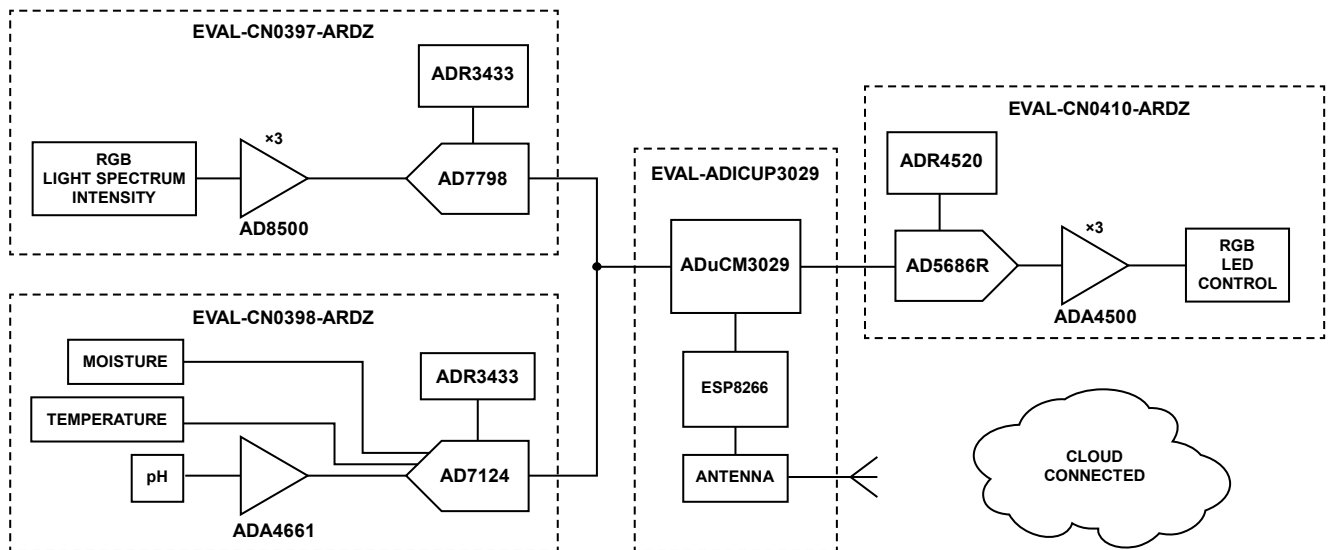 EVAL-CN0397-ARDZ
ADR3433
×3
RGB
LIGHT SPECTRUM
INTENSITY
AD7798
AD8500
EVAL-CN0398-ARDZ
MOISTURE
ADR3433
TEMPERATURE
pH
AD7124
ADA4661
EVAL-ADICUP3029
ADuCM3029
ESP8266
ANTENNA
EVAL-CN0410-ARDZ
ADR4520
×3
AD5686R
RGB
LED
CONTROL
ADA4500
CLOUD
CONNECTED